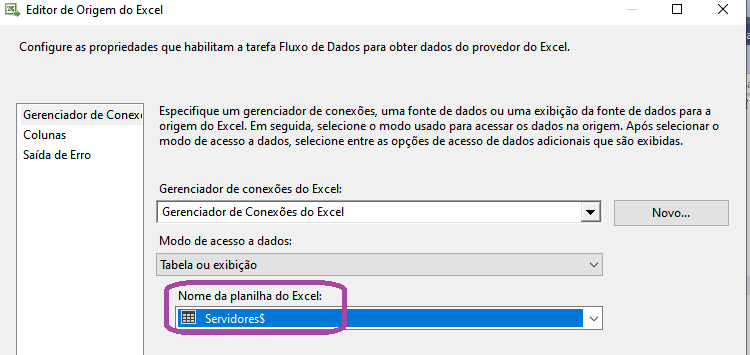 Editor de Origem do Excel
Configure as propriedades que habilitam a tarefa Fluxo de Dados para obter dados do provedor do Excel.
Gerenciador de Conex
Colunas
Saída de Erro
Especifique um gerenciador de conexões, uma fonte de dados ou uma exibição da fonte de dados para a
origem do Excel. Em seguida, selecione o modo usado para acessar os dados na origem. Após selecionar o
modo de acesso a dados, selecione entre as opções de acesso de dados adicionais que são exibidas.
Gerenciador de conexões do Excel:
Gerenciador de Conexões do Excel
Novo...
Modo de acesso a dados:
Tabela ou exibição
Nome da planilha do Excel:
Servidores$